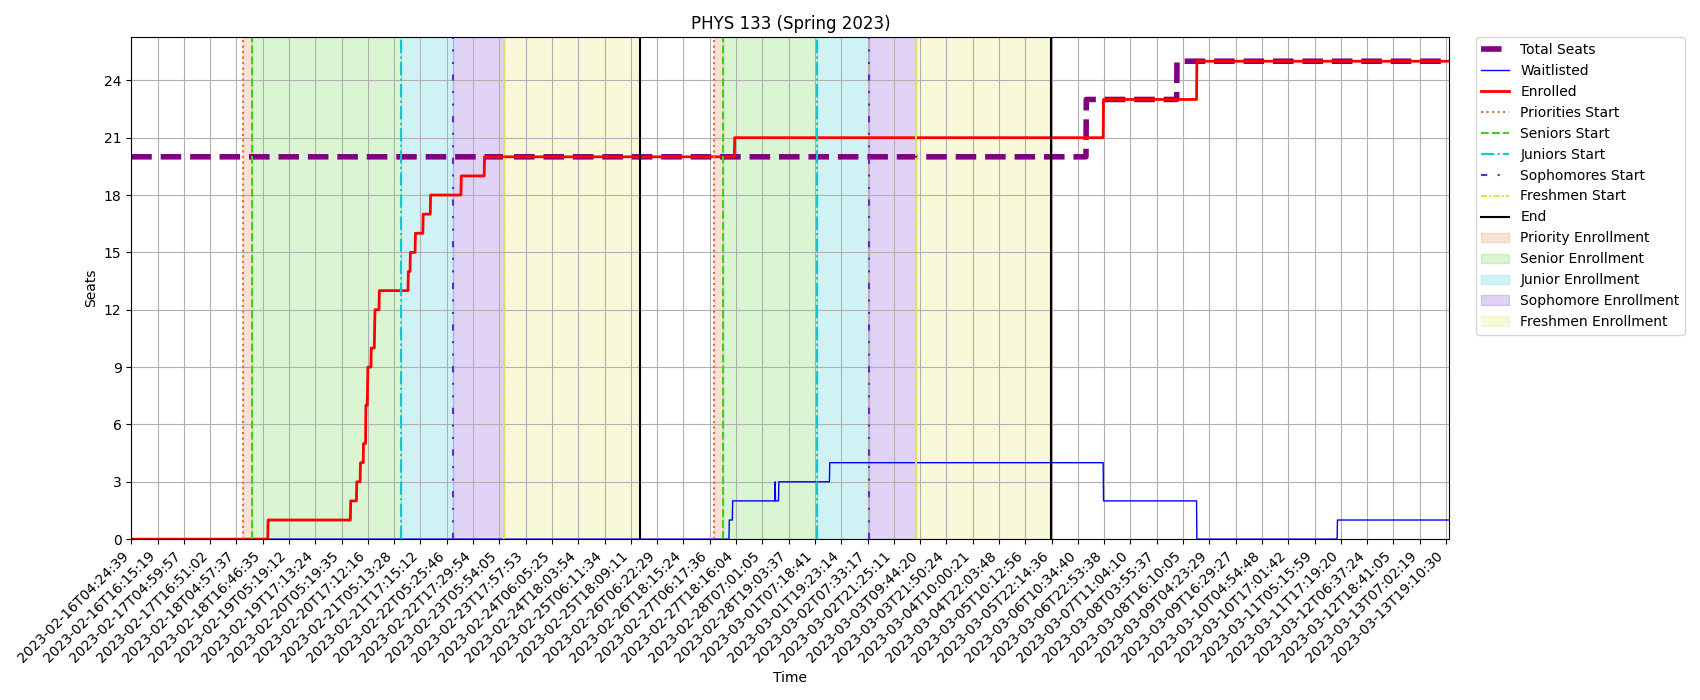 PHYS 133 (Spring 2023)
Seats
24
21
18
15
12
9
6
3
0
2023-02-16T04:24:39
2023-02-16T16:15:19
2023-02-17T04:59:57
2023-02-17T16:51:02
2023-02-18T04:57:37
2023-02-18T16:46:35
2023-02-19T05:19:12
2023-02-19T17:13:24
2023-02-20T05:19:35
2023-02-20T17:12:16
2023-02-21T05:13:28
2023-02-21T17:15:12
2023-02-22T05:25:46
2023-02-22T17:29:54
2023-02-23T05:54:05
2023-02-23T17:57:53
2023-02-24T06:05:25
2023-02-24T18:03:54
2023-02-25T06:11:34
2023-02-25T18:09:11
2023-02-26T06:22:29
2023-02-26T18:15:24
2023-02-27T06:17:36
2023-02-27T18:16:04
2023-02-28T07:01:05
2023-02-28T19:03:37
2023-03-01T07:18:41
2023-03-01T19:23:14
2023-03-02T07:33:17
2023-03-02T21:25:11
2023-03-03T09:44:20
2023-03-03T21:50:24
2023-03-04T10:00:21
2023-03-04T22:03:48
2023-03-05T10:12:56
2023-03-05T22:14:36
2023-03-06T10:34:40
2023-03-06T22:53:38
2023-03-07T11:04:10
2023-03-08T03:55:37
2023-03-08T16:10:05
2023-03-09T04:23:29
2023-03-09T16:29:27
2023-03-10T04:54:48
2023-03-10T17:01:42
2023-03-11T05:15:59
2023-03-11T17:19:20
2023-03-12T06:37:24
2023-03-12T18:41:05
2023-03-13T07:02:19
2023-03-13T19:10:30
Time
Total Seats
Waitlisted
Enrolled
Priorities Start
Seniors Start
Juniors Start
Sophomores Start
Freshmen Start
End
Priority Enrollment
Senior Enrollment
Junior Enrollment
Sophomore Enrollment
Freshmen Enrollment